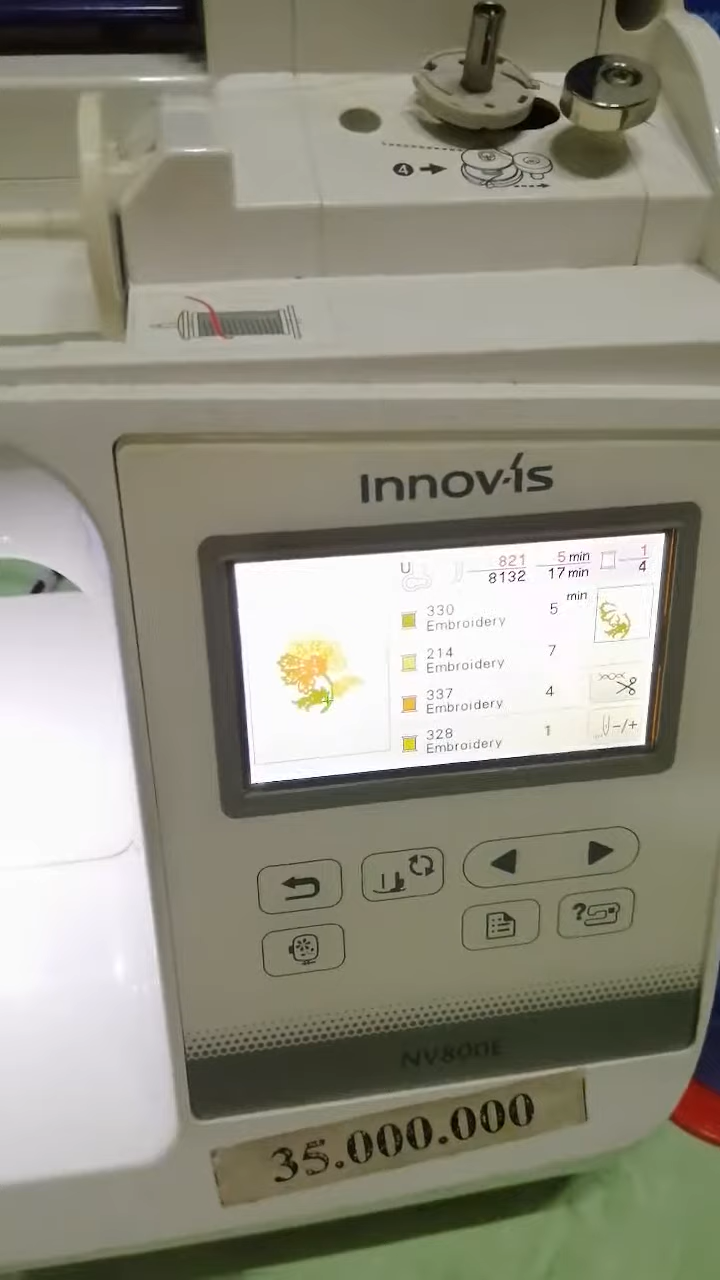 4
Innov-ís
U 821 5 min 1
8132 17 min 4
min
330 5
Embroidery
214 7
Embroidery
337 4
Embroidery
328 1
Embroidery
-/+
?
NV800E
35.000.000